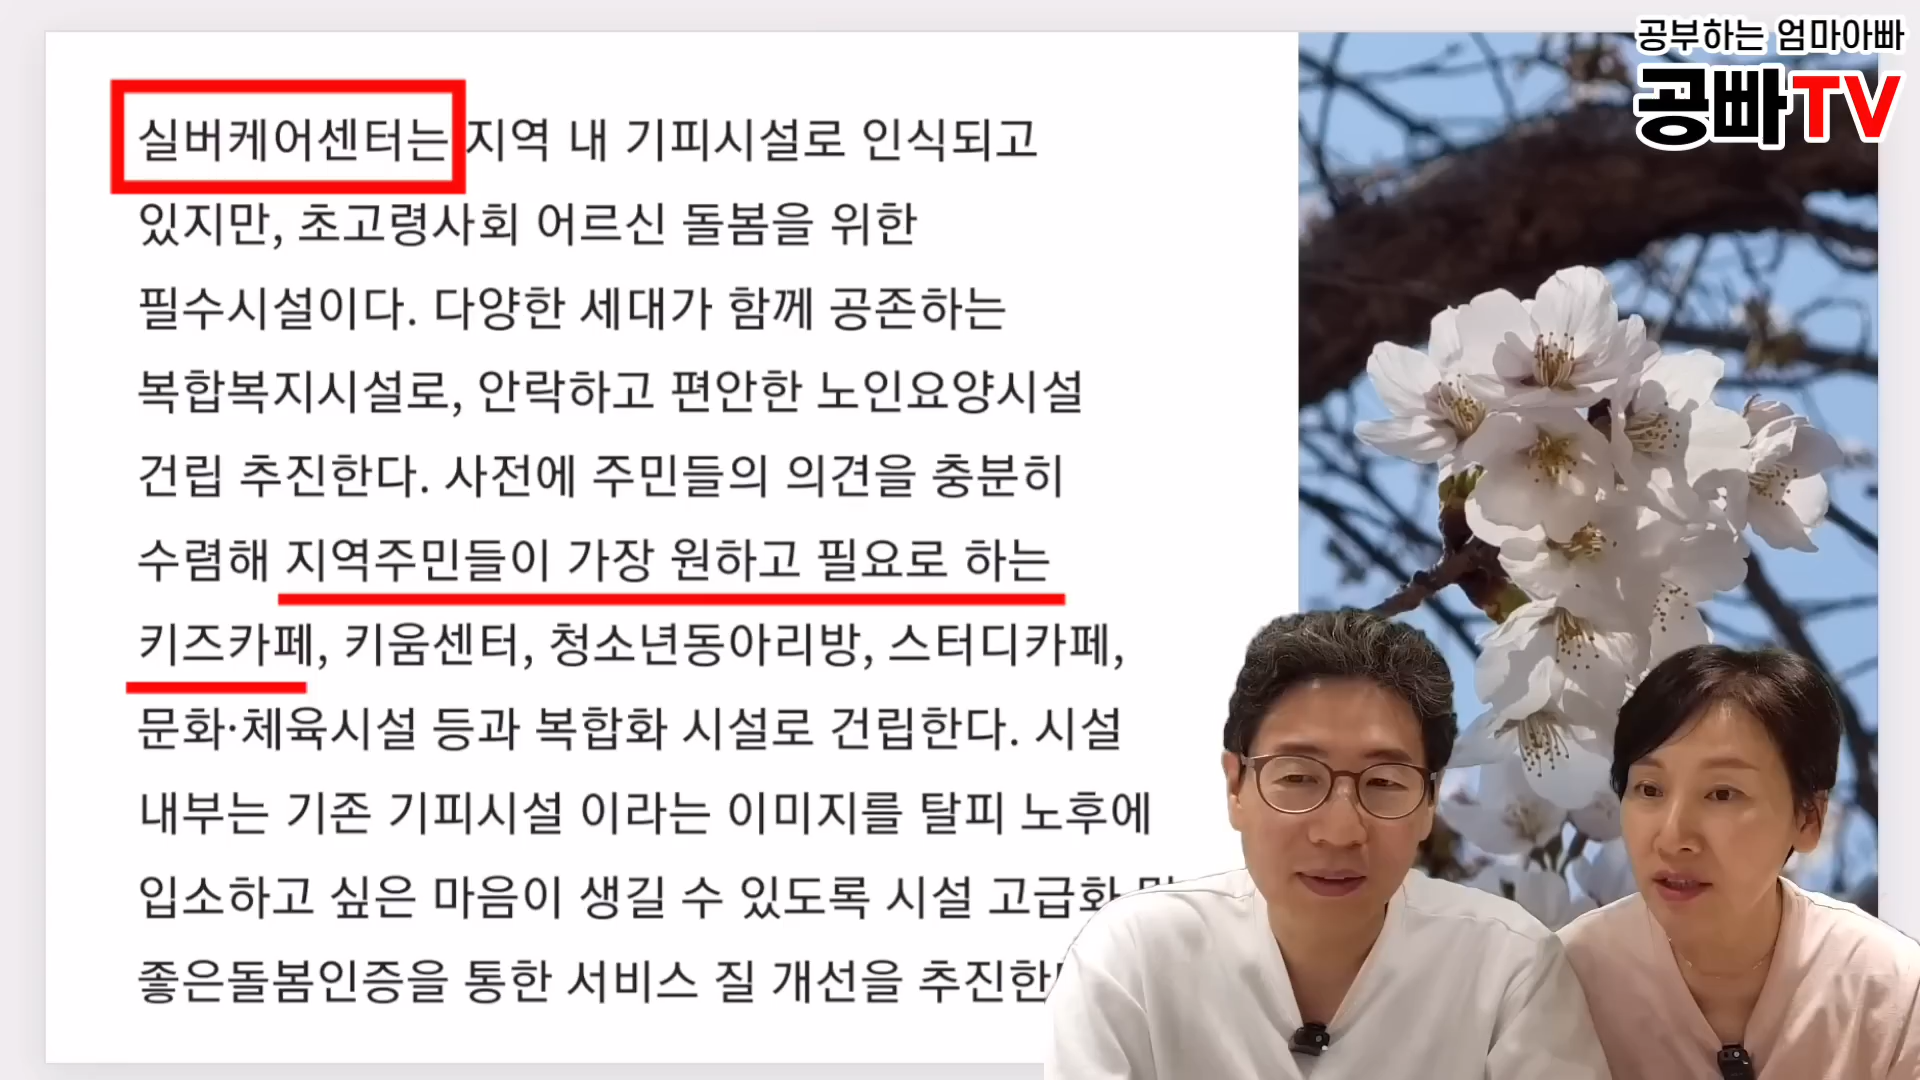 공부하는 엄마아빠
공빠TV
실버케어센터는 지역 내 기피시설로 인식되고
있지만, 초고령사회 어르신 돌봄을 위한
필수시설이다. 다양한 세대가 함께 공존하는
복합복지시설로, 안락하고 편안한 노인요양시설
건립 추진한다. 사전에 주민들의 의견을 충분히
수렴해 지역주민들이 가장 원하고 필요로 하는
키즈카페, 키움센터, 청소년동아리방, 스터디카페,
문화·체육시설 등과 복합화 시설로 건립한다. 시설
내부는 기존 기피시설 이라는 이미지를 탈피 노후에
입소하고 싶은 마음이 생길 수 있도록 시설 고급화
좋은돌봄인증을 통한 서비스 질 개선을